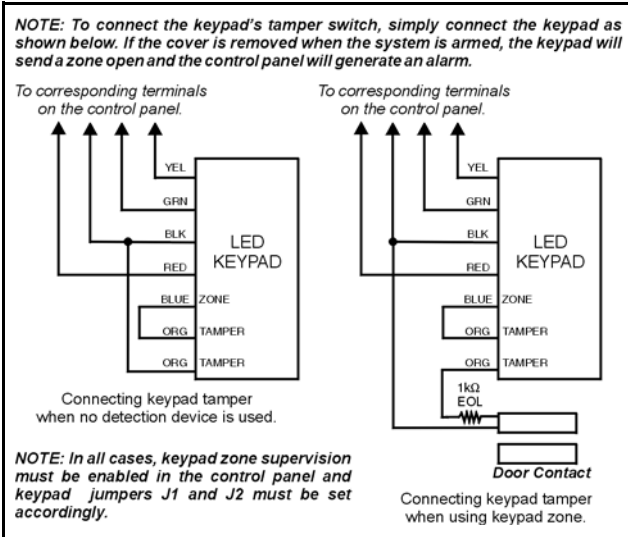 NOTE: To connect the keypad's tamper switch, simply connect the keypad as
shown below. If the cover is removed when the system is armed, the keypad will
send a zone open and the control panel will generate an alarm.
To corresponding terminals
on the control panel.
YEL
GRN
BLK
RED
BLUE ZONE
ORG TAMPER
ORG TAMPER
LED
KEYPAD
Connecting keypad tamper
when no detection device is used.
NOTE: In all cases, keypad zone supervision
must be enabled in the control panel and
keypad jumpers J1 and J2 must be set
accordingly.
To corresponding terminals
on the control panel.
YEL
GRN
BLK
RED
BLUE ZONE
ORG TAMPER
ORG TAMPER
LED
KEYPAD
1kΩ
EOL
Door Contact
Connecting keypad tamper
when using keypad zone.